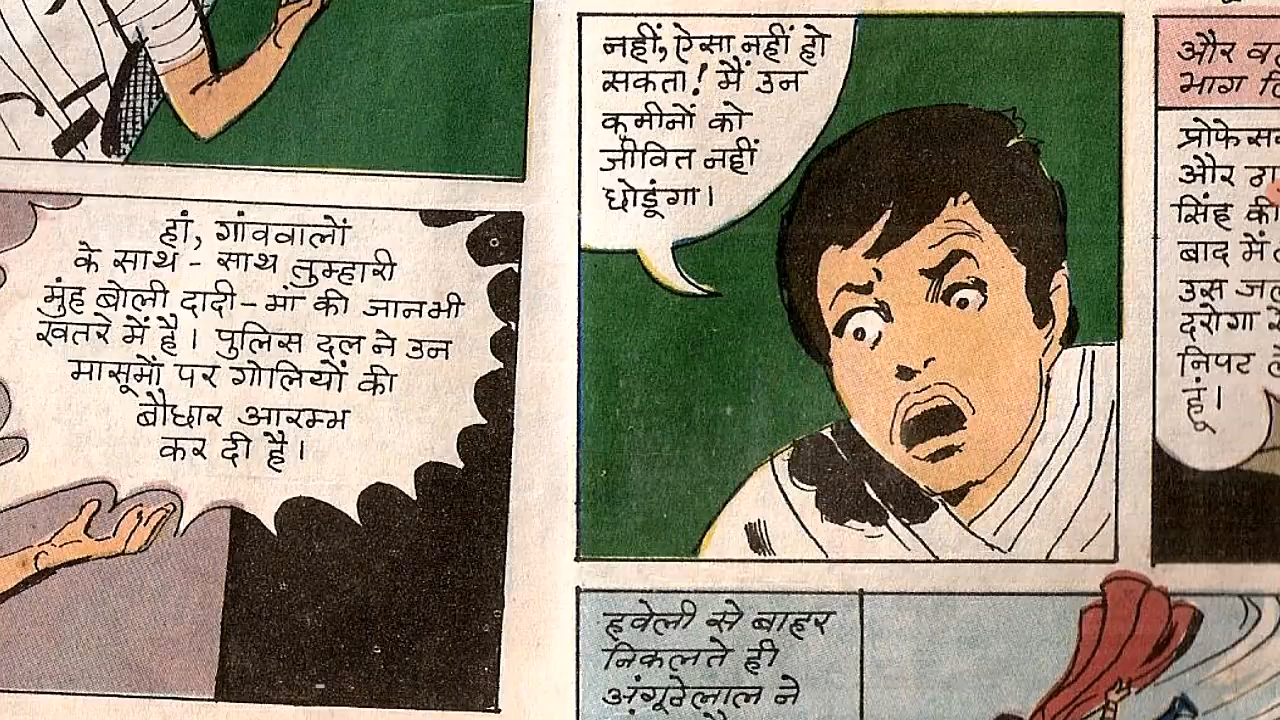 हां, गांववालों
के साथ - साथ तुम्हारी
मुंह बोली दादी - मां की जान भी
खतरे में है। पुलिस दल ने उन
मासूमों पर गोलियों की
बौछार आरम्भ
कर दी है।
नहीं, ऐसा नहीं हो
सकता! मैं उन
कमीनों को
जीवित नहीं
छोडूंगा।
हवेली से बाहर
निकलते ही
अंगूठेलाल ने
और
भाग
और
सिंह की
बाद में
उस
दरोगा
निपट
हूं।